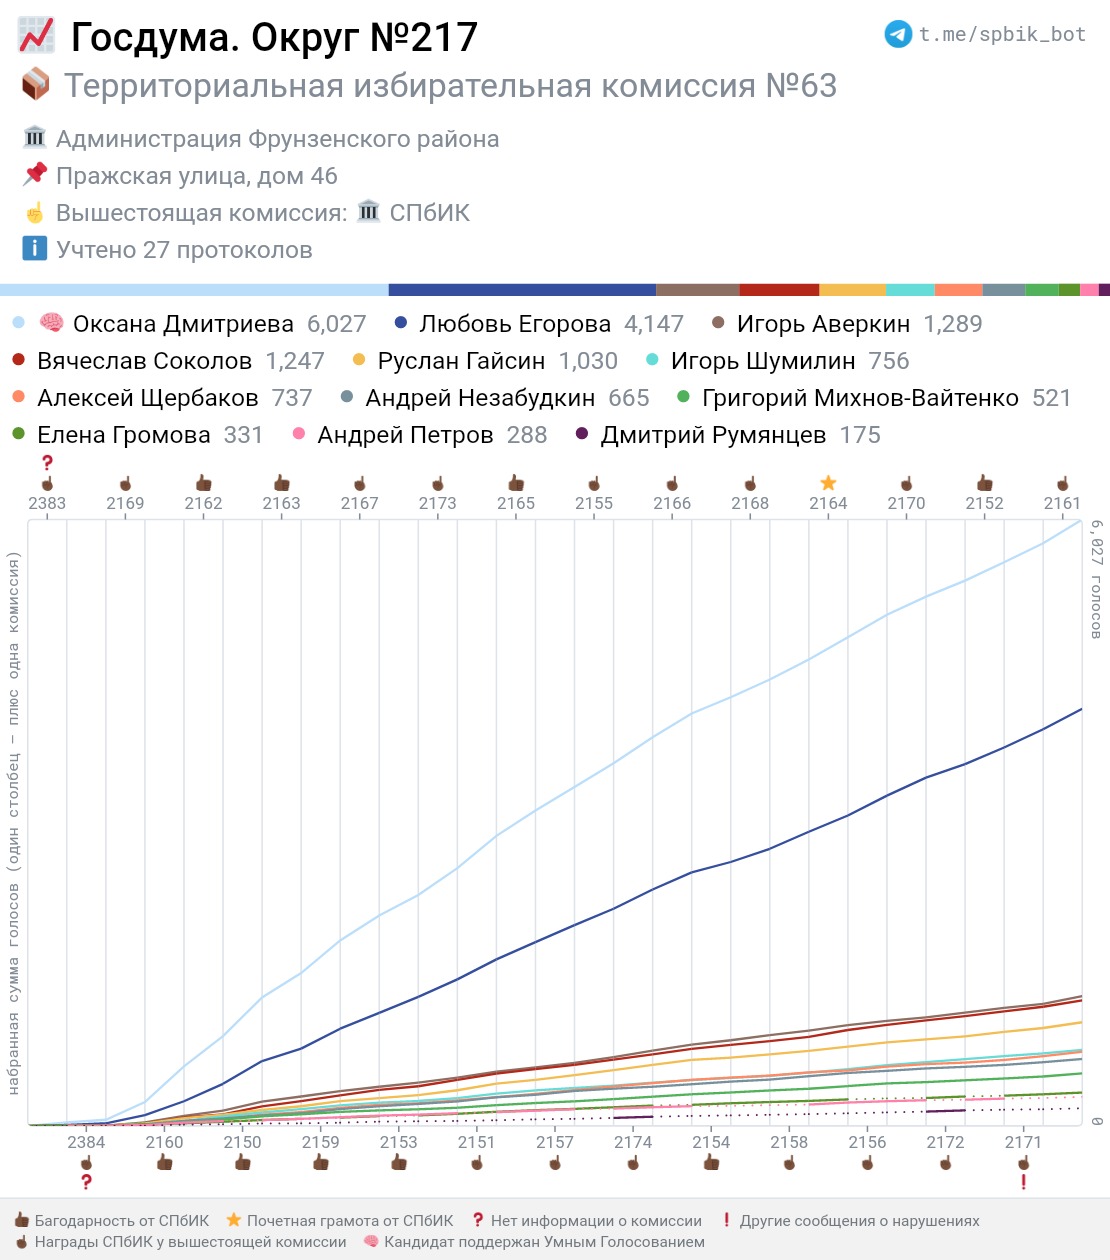 Госдума. Округ №217
t.me/spbik_bot
Территориальная избирательная комиссия №63
Администрация Фрунзенского района
Пражская улица, дом 46
Вышестоящая комиссия: СПбИК
Учтено 27 протоколов
Оксана Дмитриева 6,027 Любовь Егорова 4,147 Игорь Аверкин 1,289
Вячеслав Соколов 1,247 Руслан Гайсин 1,030 Игорь Шумилин 756
Алексей Щербаков 737 Андрей Незабудкин 665 Григорий Михнов-Вайтенко 521
Елена Громова 331 Андрей Петров 288 Дмитрий Румянцев 175
2383 2169 2162 2163 2167 2173 2165 2155 2166 2168 2164 2170 2152 2161
набранная сумма голосов (один столбец – плюс одна комиссия)
6,027 голосов
0
2384 2160 2150 2159 2153 2151 2157 2174 2154 2158 2156 2172 2171
Багодарность от СПбИК Почетная грамота от СПбИК Нет информации о комиссии Другие сообщения о нарушениях
Награды СПбИК у вышестоящей комиссии Кандидат поддержан Умным Голосованием